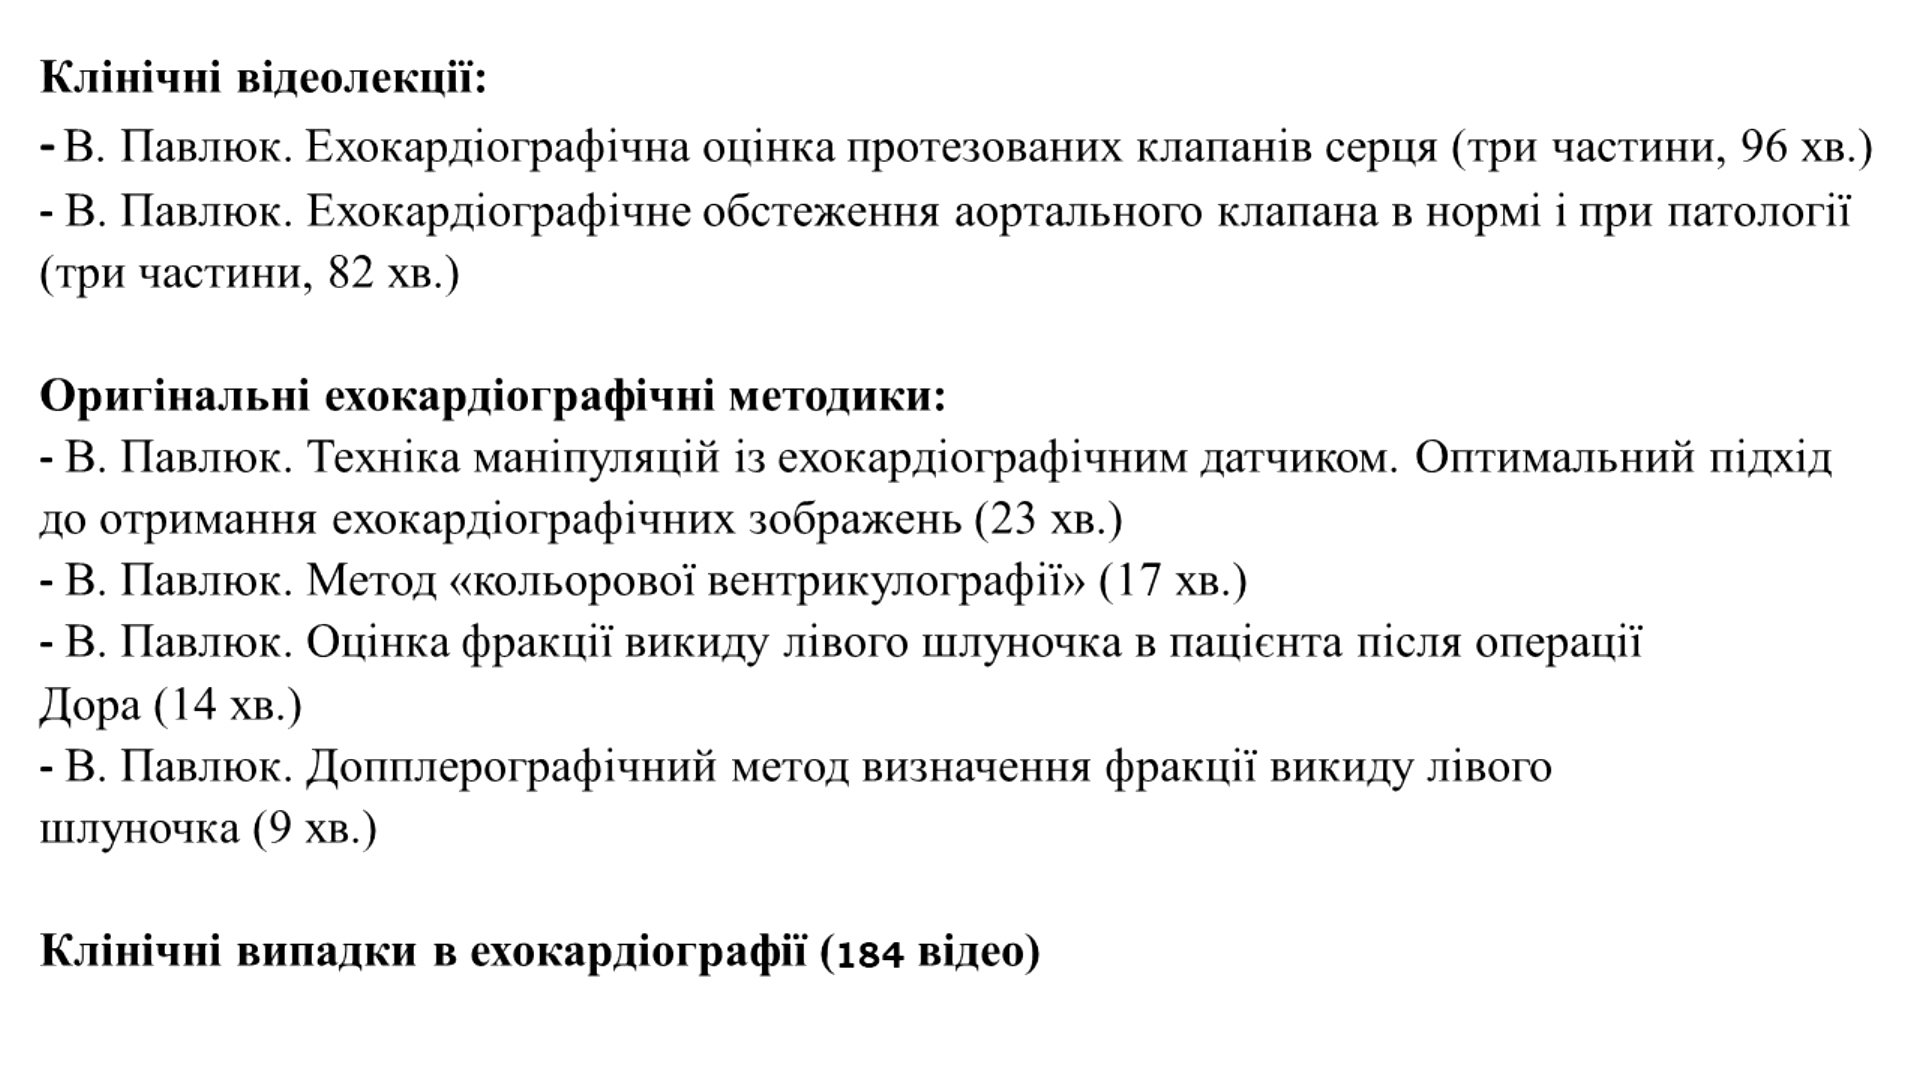 Клінічні відеолекції:
- В. Павлюк. Ехокардіографічна оцінка протезованих клапанів серця (три частини, 96 хв.)
- В. Павлюк. Ехокардіографічне обстеження аортального клапана в нормі і при патології
(три частини, 82 хв.)
Оригінальні ехокардіографічні методики:
- В. Павлюк. Техніка маніпуляцій із ехокардіографічним датчиком. Оптимальний підхід
до отримання ехокардіографічних зображень (23 хв.)
- В. Павлюк. Метод «кольорової вентрикулографії» (17 хв.)
- В. Павлюк. Оцінка фракції викиду лівого шлуночка в пацієнта після операції
Дора (14 хв.)
- В. Павлюк. Допплерографічний метод визначення фракції викиду лівого
шлуночка (9 хв.)
Клінічні випадки в ехокардіографії (184 відео)